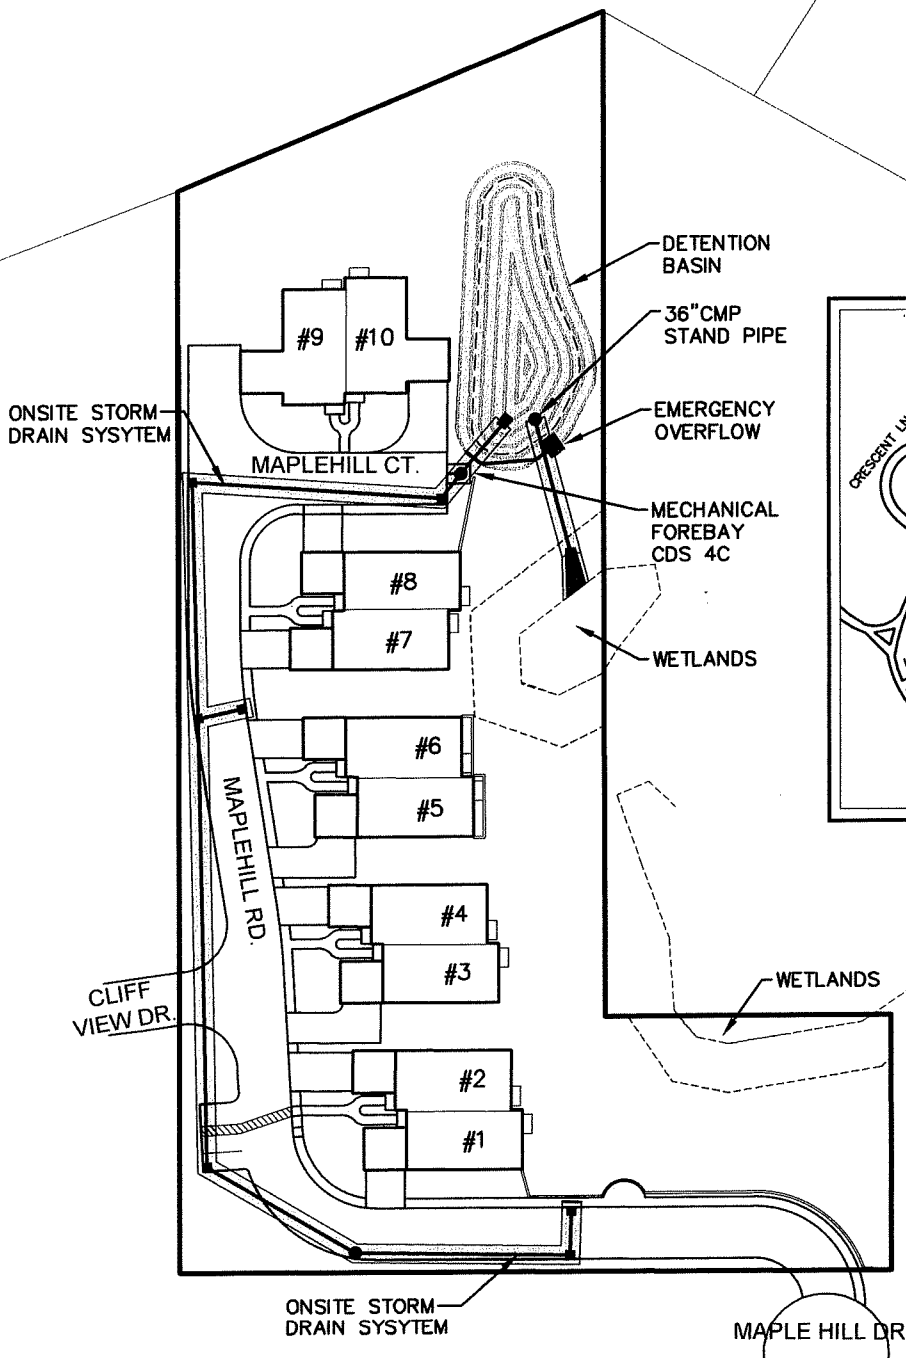 DETENTION
BASIN
36"CMP
STAND PIPE
#9 #10
ONSITE STORM
DRAIN SYSYTEM
EMERGENCY
OVERFLOW
CRESCENT LN
MAPLEHILL CT.
MECHANICAL
FOREBAY
CDS 4C
#8
#7
WETLANDS
#6
#5
MAPLEHILL RD.
#4
#3
WETLANDS
CLIFF
VIEW DR.
#2
#1
ONSITE STORM
DRAIN SYSYTEM
MAPLE HILL DR